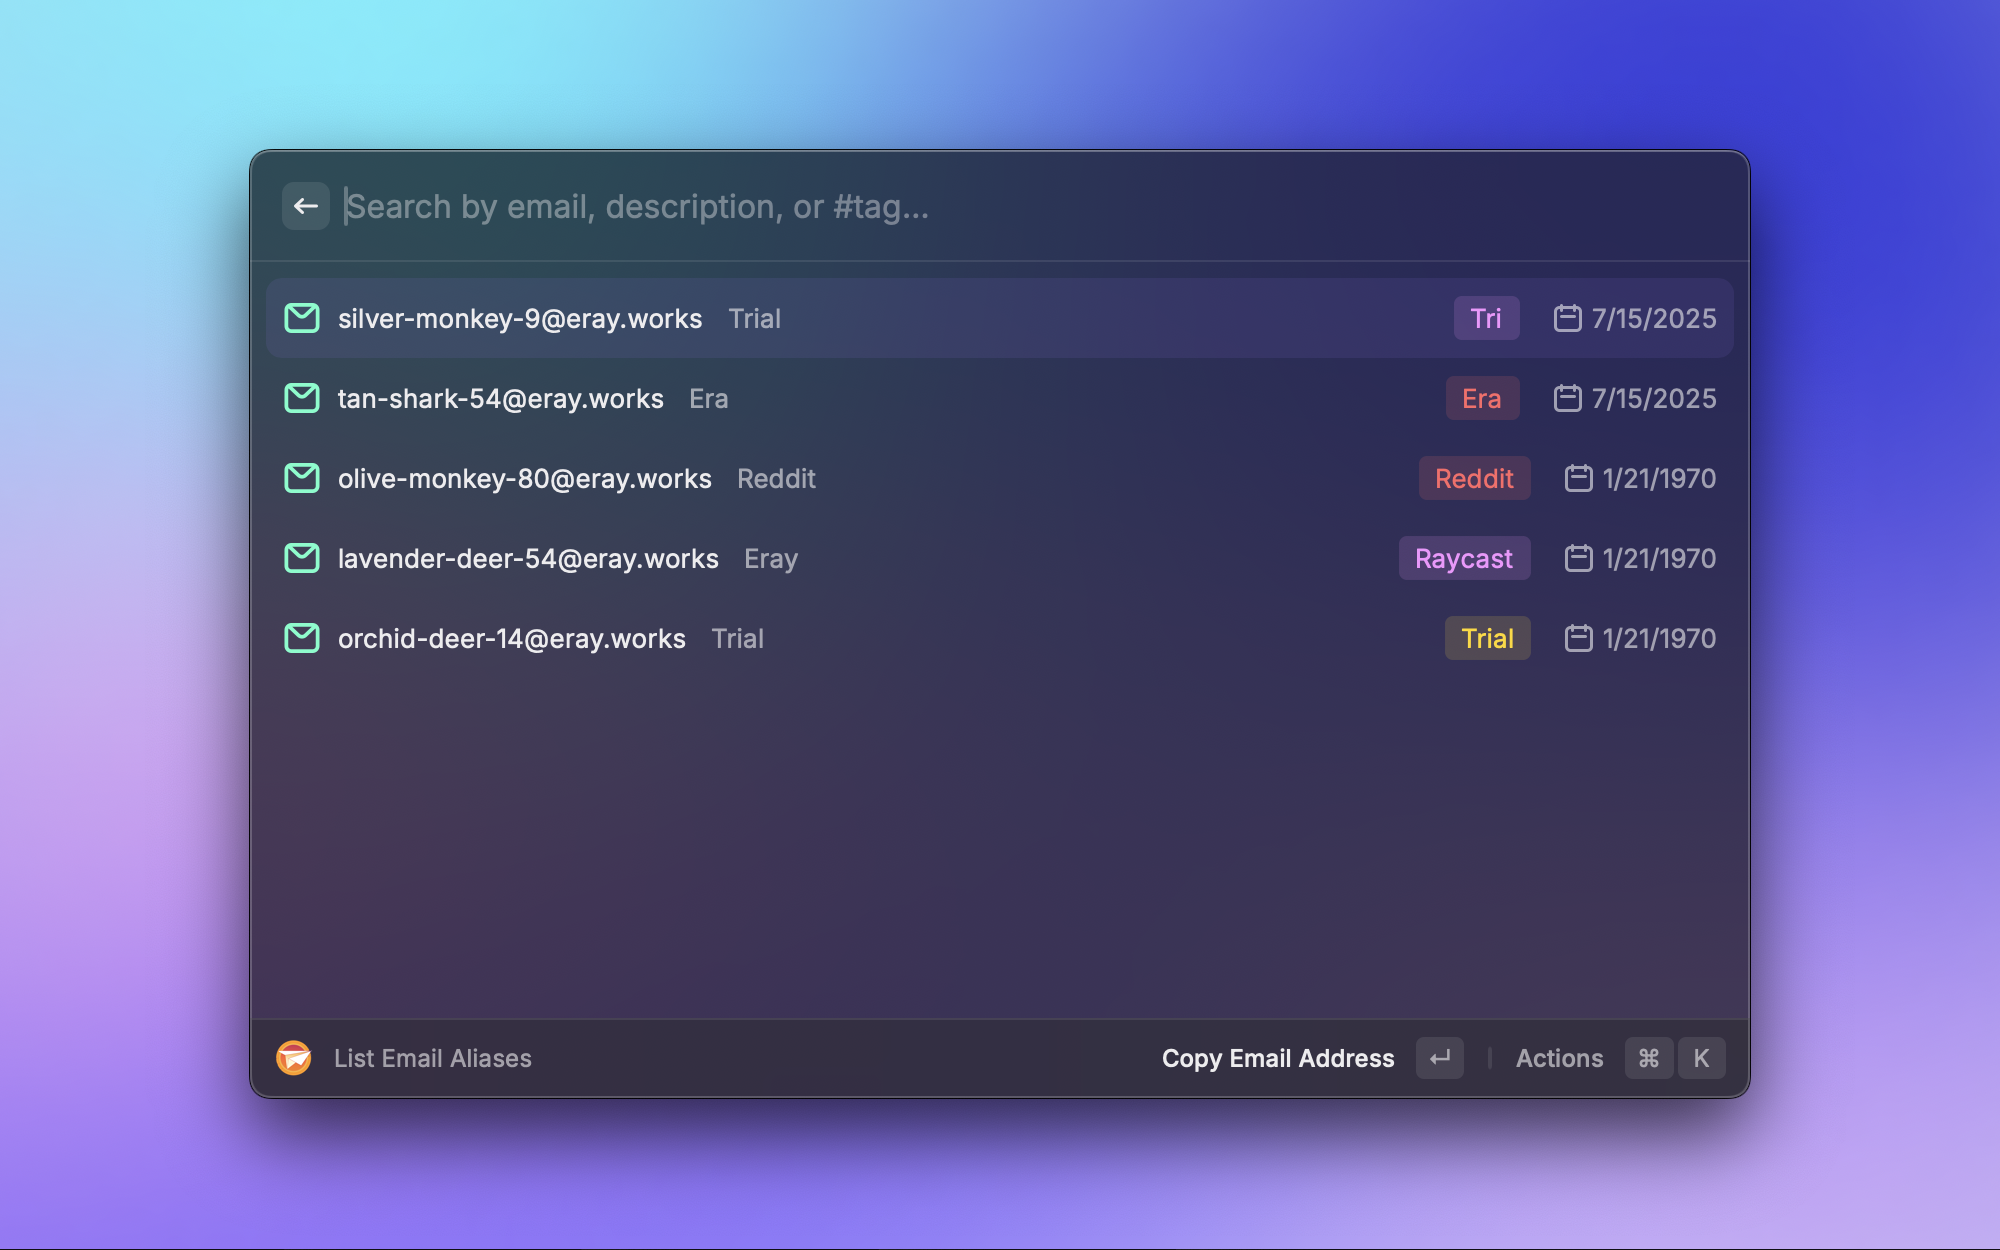 Search by email, description, or #tag...
silver-monkey-9@eray.works Trial Tri 7/15/2025
tan-shark-54@eray.works Era Era 7/15/2025
olive-monkey-80@eray.works Reddit Reddit 1/21/1970
lavender-deer-54@eray.works Eray Raycast 1/21/1970
orchid-deer-14@eray.works Trial Trial 1/21/1970
List Email Aliases Copy Email Address ↵ Actions ⌘ K